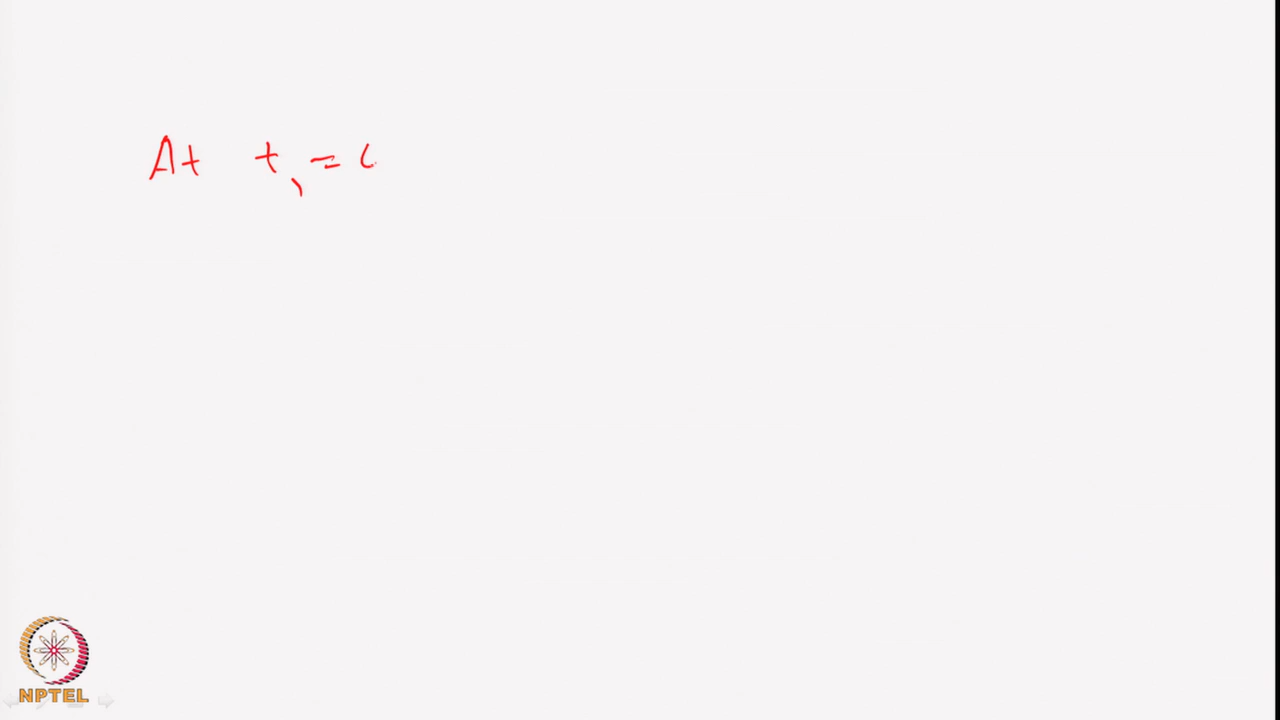 At t₁ =
NPTEL